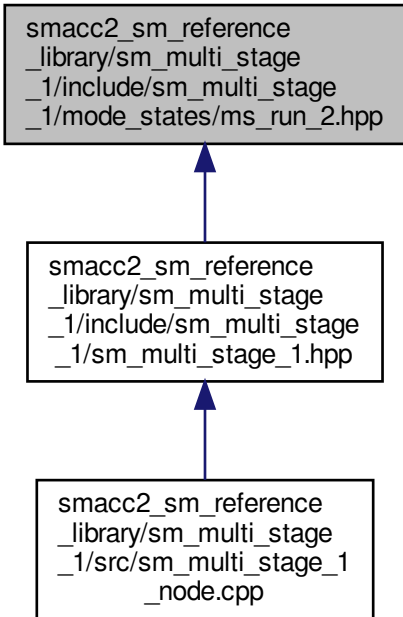 smacc2_sm_reference
_library/sm_multi_stage
_1/include/sm_multi_stage
_1/mode_states/ms_run_2.hpp
smacc2_sm_reference
_library/sm_multi_stage
_1/include/sm_multi_stage
_1/sm_multi_stage_1.hpp
smacc2_sm_reference
_library/sm_multi_stage
_1/src/sm_multi_stage_1
_node.cpp